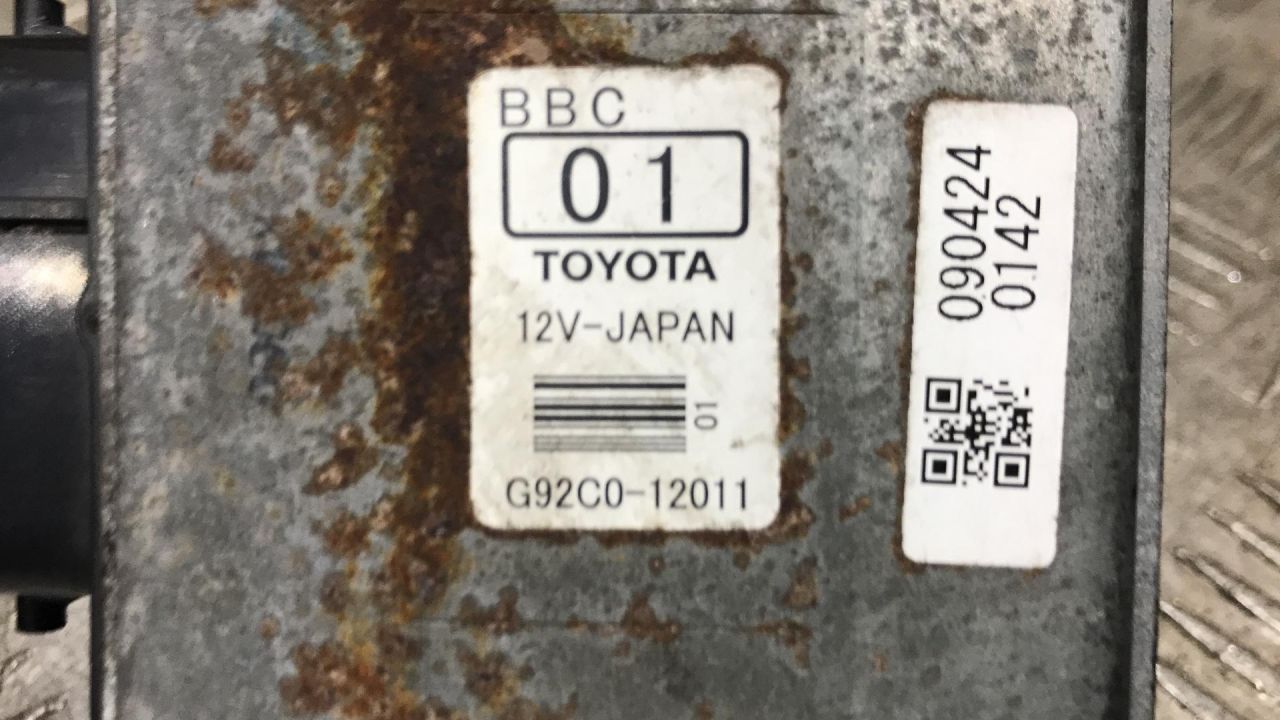 BBC
01
TOYOTA
12V-JAPAN
01
G92C0-12011
090424
0142